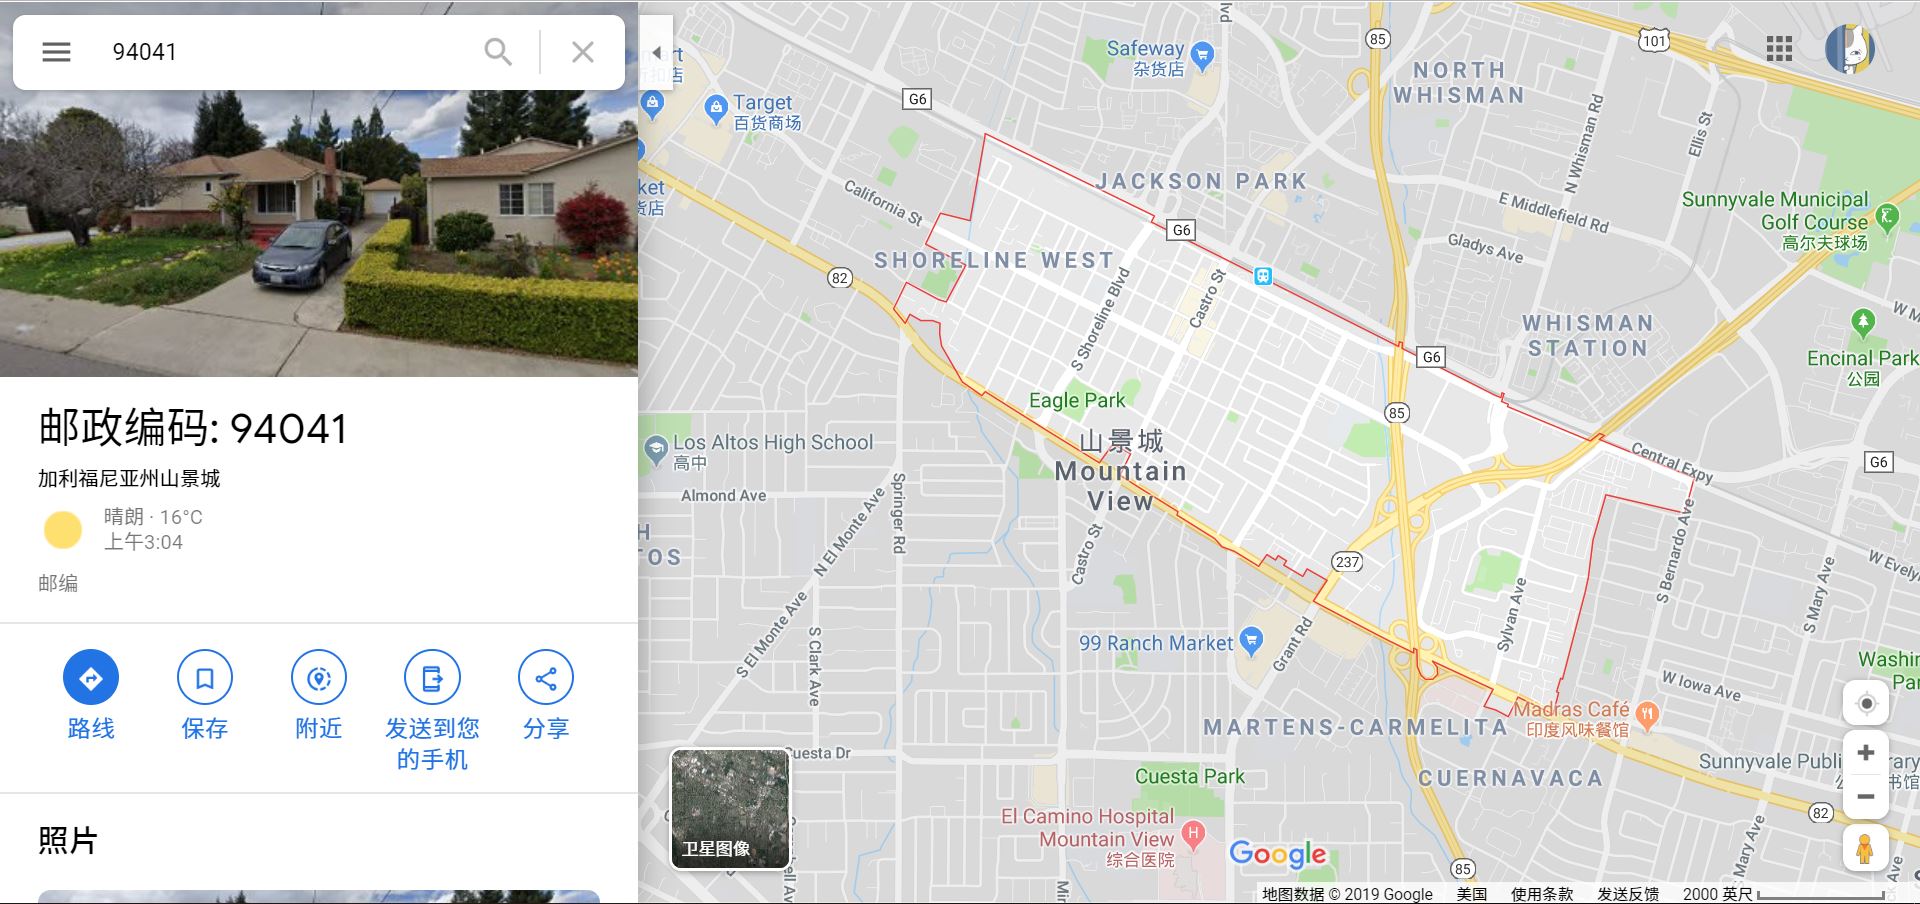 94041
邮政编码: 94041
加利福尼亚州山景城
晴朗 · 16°C
上午3:04
邮编
路线
保存
附近
发送到您
的手机
分享
照片
卫星图像
Safeway
杂货店
Target
百货商场
G6
85
101
NORTH
WHISMAN
N Whisman Rd
Ellis St
JACKSON PARK
California St
E Middlefield Rd
Sunnyvale Municipal
Golf Course
高尔夫球场
G6
Gladys Ave
SHORELINE WEST
82
S Shoreline Blvd
Castro St
WHISMAN
STATION
G6
Encinal Park
公园
Eagle Park
85
山景城
Mountain
View
Los Altos High School
高中
Almond Ave
Springer Rd
N El Monte Ave
Central Expy
G6
Castro St
237
S Bernardo Ave
W Evely
S Mary Ave
Sylvan Ave
99 Ranch Market
Grant Rd
S El Monte Ave
S Clark Ave
W Iowa Ave
Madras Café
印度风味餐馆
MARTENS-CARMELITA
Cuesta Dr
Cuesta Park
CUERNAVACA
El Camino Hospital
Mountain View
综合医院
82
S Mary Ave
85
Google
地图数据 © 2019 Google
美国
使用条款
发送反馈
2000 英尺